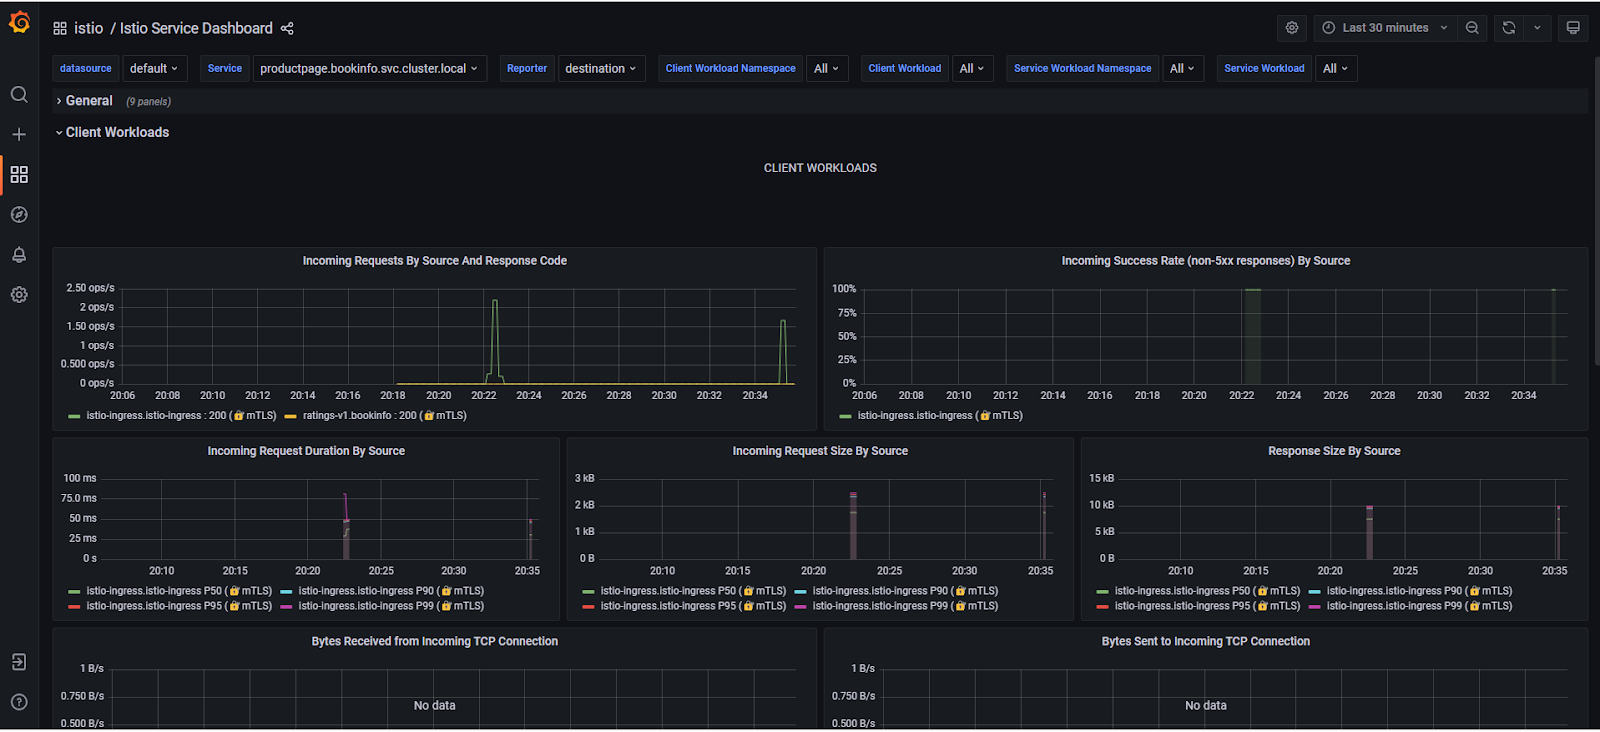 istio / Istio Service Dashboard
Last 30 minutes
datasource default Service productpage.bookinfo.svc.cluster.local Reporter destination Client Workload Namespace All Client Workload All Service Workload Namespace All Service Workload All
General (9 panels)
Client Workloads
CLIENT WORKLOADS
Incoming Requests By Source And Response Code
2.50 ops/s
2 ops/s
1.50 ops/s
1 ops/s
0.500 ops/s
0 ops/s
20:06 20:08 20:10 20:12 20:14 20:16 20:18 20:20 20:22 20:24 20:26 20:28 20:30 20:32 20:34
istio-ingress.istio-ingress : 200 (🔐mTLS) ratings-v1.bookinfo : 200 (🔐mTLS)
Incoming Success Rate (non-5xx responses) By Source
100%
75%
50%
25%
0%
20:06 20:08 20:10 20:12 20:14 20:16 20:18 20:20 20:22 20:24 20:26 20:28 20:30 20:32 20:34
istio-ingress.istio-ingress (🔐mTLS)
Incoming Request Duration By Source
100 ms
75.0 ms
50 ms
25 ms
0 s
20:10 20:15 20:20 20:25 20:30 20:35
istio-ingress.istio-ingress P50 (🔐mTLS) istio-ingress.istio-ingress P90 (🔐mTLS)
istio-ingress.istio-ingress P95 (🔐mTLS) istio-ingress.istio-ingress P99 (🔐mTLS)
Incoming Request Size By Source
3 kB
2 kB
1 kB
0 B
20:10 20:15 20:20 20:25 20:30 20:35
istio-ingress.istio-ingress P50 (🔐mTLS) istio-ingress.istio-ingress P90 (🔐mTLS)
istio-ingress.istio-ingress P95 (🔐mTLS) istio-ingress.istio-ingress P99 (🔐mTLS)
Response Size By Source
15 kB
10 kB
5 kB
0 B
20:10 20:15 20:20 20:25 20:30 20:35
istio-ingress.istio-ingress P50 (🔐mTLS) istio-ingress.istio-ingress P90 (🔐mTLS)
istio-ingress.istio-ingress P95 (🔐mTLS) istio-ingress.istio-ingress P99 (🔐mTLS)
Bytes Received from Incoming TCP Connection
1 B/s
0.750 B/s
No data
0.500 B/s
Bytes Sent to Incoming TCP Connection
1 B/s
0.750 B/s
No data
0.500 B/s